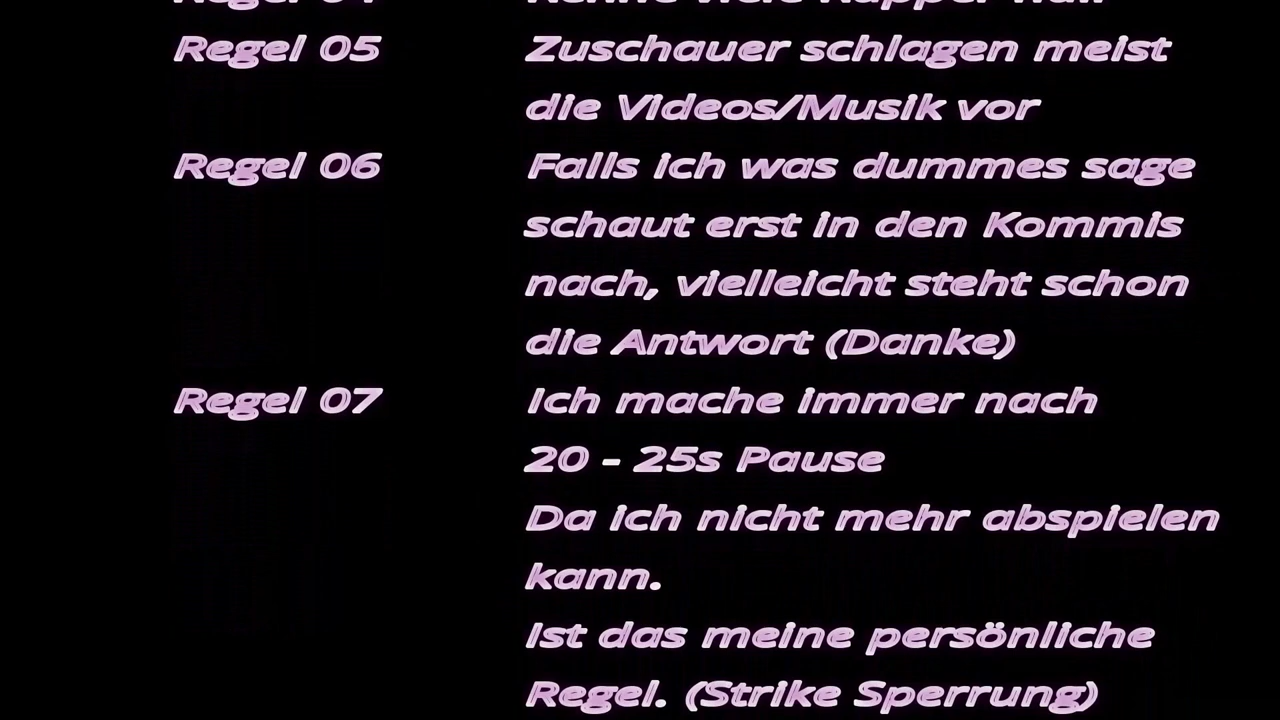 Regel 05 Zuschauer schlagen meist
die Videos/Musik vor
Regel 06 Falls ich was dummes sage
schaut erst in den Kommis
nach, vielleicht steht schon
die Antwort (Danke)
Regel 07 Ich mache immer nach
20 - 25s Pause
Da ich nicht mehr abspielen
kann.
Ist das meine persönliche
Regel. (Strike Sperrung)